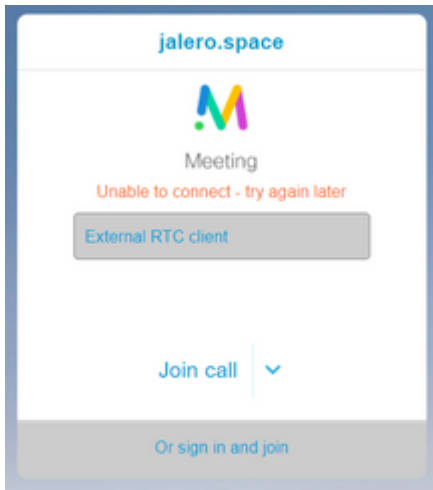 jalero.space
Meeting
Unable to connect - try again later
External RTC client
Join call
Or sign in and join